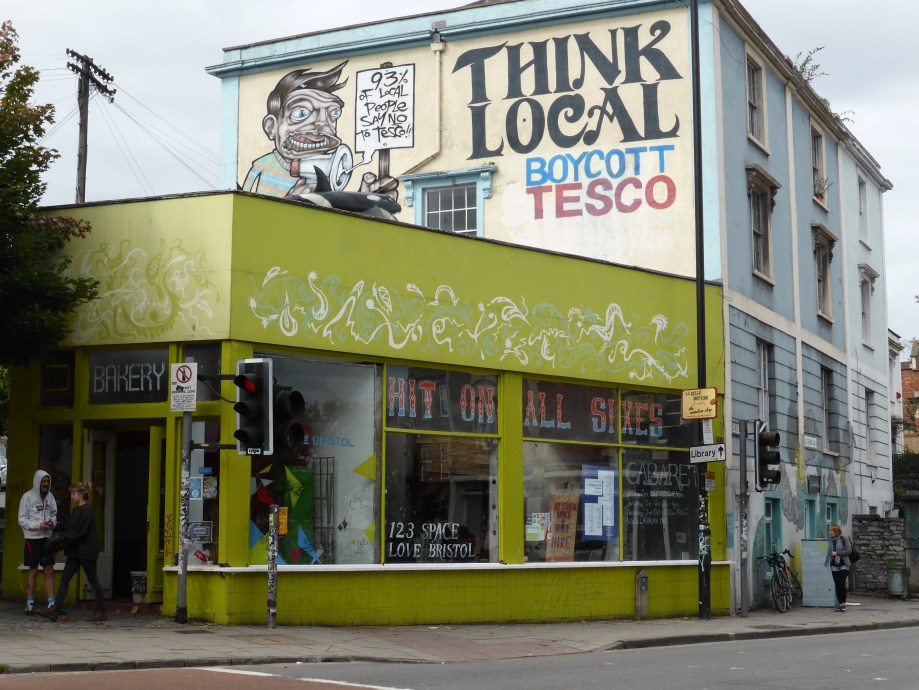 THINK
LOCAL
BOYCOTT
TESCO
93%
OF LOCAL
PEOPLE
SAY NO
TO TESCO!!
BAKERY
HIT ON ALL SIXES
CABARET
Library
123 SPACE
LOVE BRISTOL